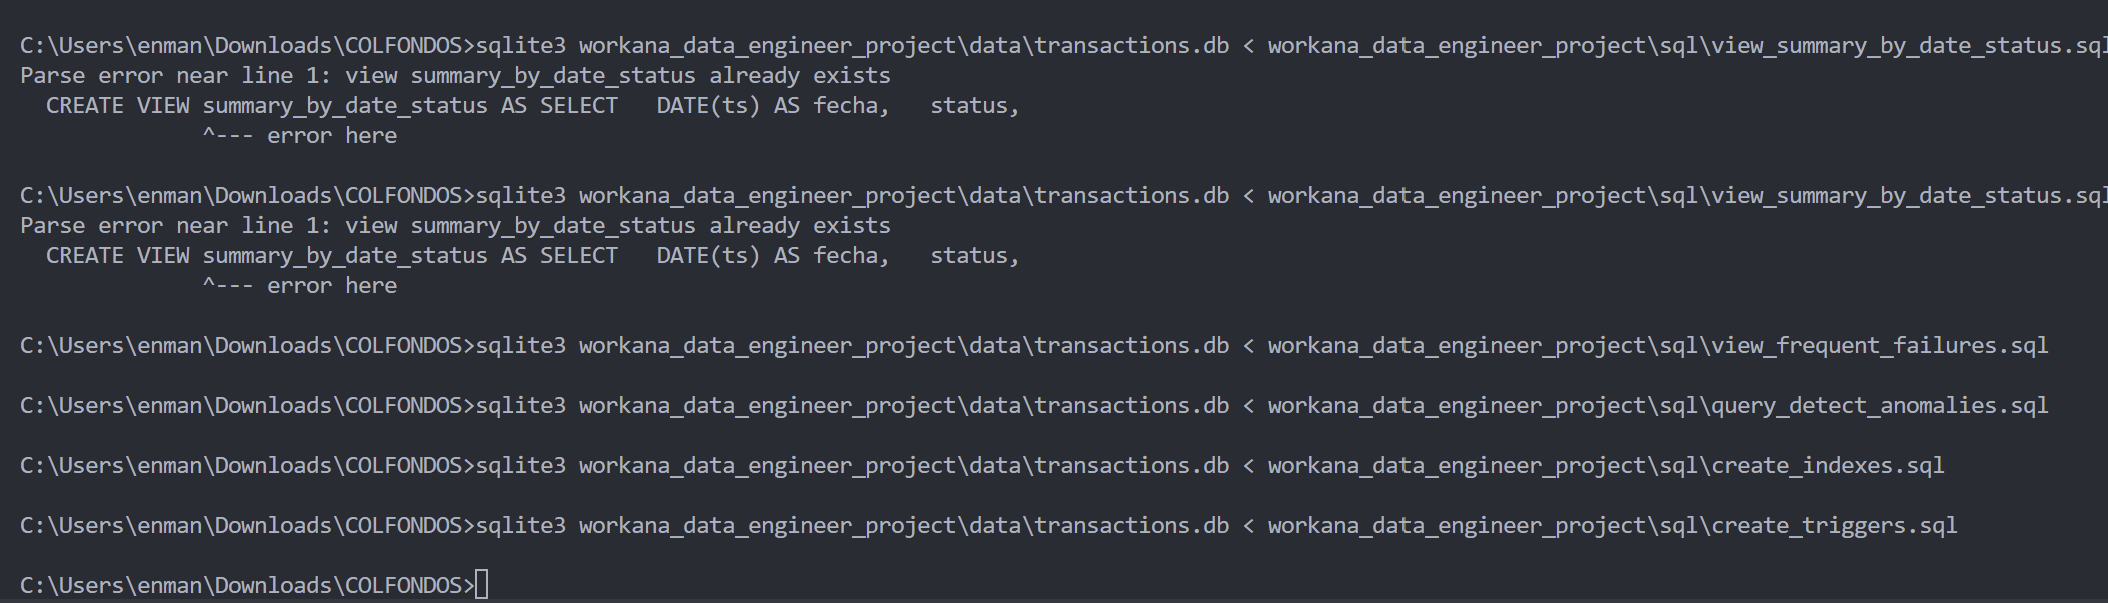 C:\Users\enman\Downloads\COLFONDOS>sqlite3 workana_data_engineer_project\data\transactions.db < workana_data_engineer_project\sql\view_summary_by_date_status.sql
Parse error near line 1: view summary_by_date_status already exists
  CREATE VIEW summary_by_date_status AS SELECT   DATE(ts) AS fecha,   status,
              ^--- error here
C:\Users\enman\Downloads\COLFONDOS>sqlite3 workana_data_engineer_project\data\transactions.db < workana_data_engineer_project\sql\view_summary_by_date_status.sql
Parse error near line 1: view summary_by_date_status already exists
  CREATE VIEW summary_by_date_status AS SELECT   DATE(ts) AS fecha,   status,
              ^--- error here
C:\Users\enman\Downloads\COLFONDOS>sqlite3 workana_data_engineer_project\data\transactions.db < workana_data_engineer_project\sql\view_frequent_failures.sql
C:\Users\enman\Downloads\COLFONDOS>sqlite3 workana_data_engineer_project\data\transactions.db < workana_data_engineer_project\sql\query_detect_anomalies.sql
C:\Users\enman\Downloads\COLFONDOS>sqlite3 workana_data_engineer_project\data\transactions.db < workana_data_engineer_project\sql\create_indexes.sql
C:\Users\enman\Downloads\COLFONDOS>sqlite3 workana_data_engineer_project\data\transactions.db < workana_data_engineer_project\sql\create_triggers.sql
C:\Users\enman\Downloads\COLFONDOS>